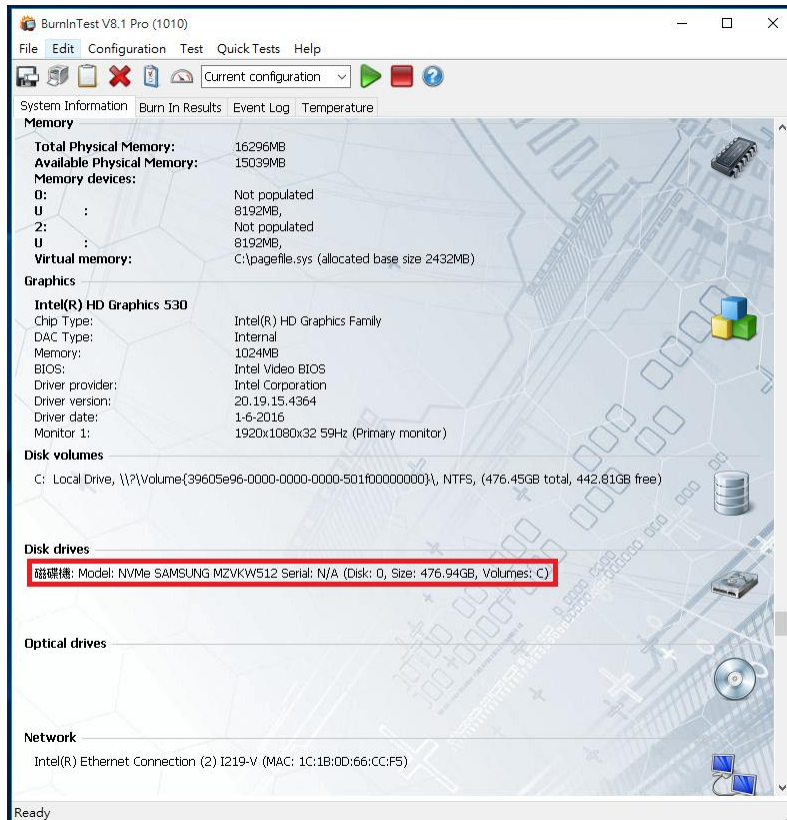 BurnInTest V8.1 Pro (1010)
File Edit Configuration Test Quick Tests Help
Current configuration
System Information Burn In Results Event Log Temperature
Memory
Total Physical Memory: 16296MB
Available Physical Memory: 15039MB
Memory devices:
0: Not populated
U : 8192MB,
2: Not populated
U : 8192MB,
Virtual memory: C:\pagefile.sys (allocated base size 2432MB)
Graphics
Intel(R) HD Graphics 530
Chip Type: Intel(R) HD Graphics Family
DAC Type: Internal
Memory: 1024MB
BIOS: Intel Video BIOS
Driver provider: Intel Corporation
Driver version: 20.19.15.4364
Driver date: 1-6-2016
Monitor 1: 1920x1080x32 59Hz (Primary monitor)
Disk volumes
C: Local Drive, \\?\Volume{39605e96-0000-0000-0000-501f00000000}\, NTFS, (476.45GB total, 442.81GB free)
Disk drives
磁碟機: Model: NVMe SAMSUNG MZVKW512 Serial: N/A (Disk: 0, Size: 476.94GB, Volumes: C)
Optical drives
Network
Intel(R) Ethernet Connection (2) I219-V (MAC: 1C:1B:0D:66:CC:F5)
Ready